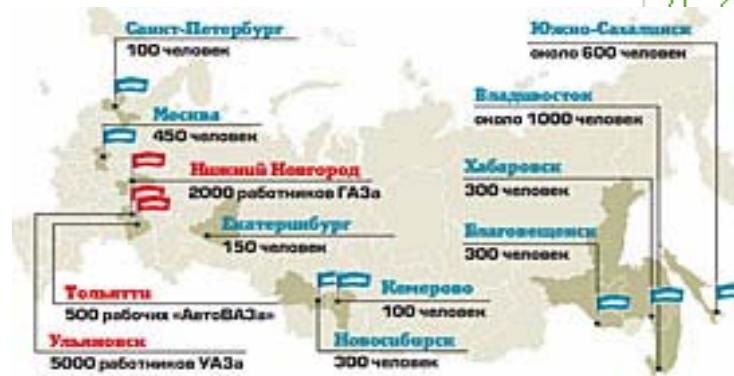 Санкт-Петербург
100 человек
Южно-Сахалинск
около 600 человек
Москва
450 человек
Владивосток
около 1000 человек
Нижний Новгород
2000 работников ГАЗа
Хабаровск
300 человек
Екатеринбург
150 человек
Благовещенск
300 человек
Тольятти
500 рабочих «АвтоВАЗа»
Кемерово
100 человек
Ульяновск
5000 работников УАЗа
Новосибирск
300 человек